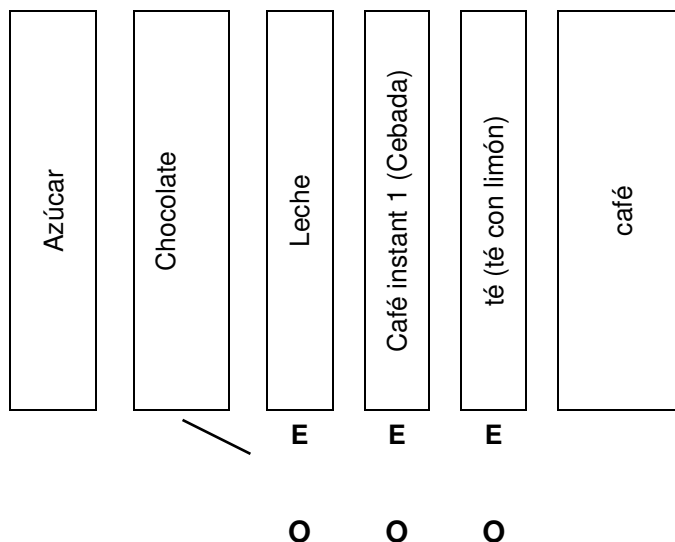 Azúcar
Chocolate
Leche
Café instant 1 (Cebada)
té (té con limón)
café
E E E
O O O